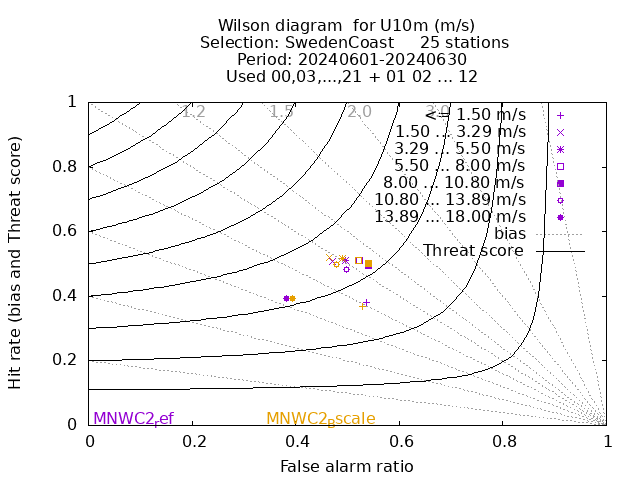 Wilson diagram  for U10m (m/s)
Selection: SwedenCoast     25 stations
Period: 20240601-20240630
Used 00,03,...,21 + 01 02 ... 12
1.2 1.5 2.0 3.0
<= 1.50 m/s
1.50 ... 3.29 m/s
3.29 ... 5.50 m/s
5.50 ... 8.00 m/s
8.00 ... 10.80 m/s
10.80 ... 13.89 m/s
13.89 ... 18.00 m/s
bias
Threat score
1
0.8
0.6
0.4
0.2
0
Hit rate (bias and Threat score)
MNWC2_ref MNWC2_Bscale
0 0.2 0.4 0.6 0.8 1
False alarm ratio